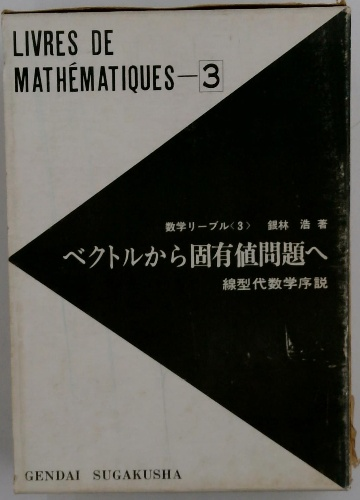 LIVRES DE
MATHÉMATIQUES—3
数学リーブル〈3〉 銀林 浩 著
ベクトルから固有値問題へ
線型代数学序説
GENDAI SUGAKUSHA